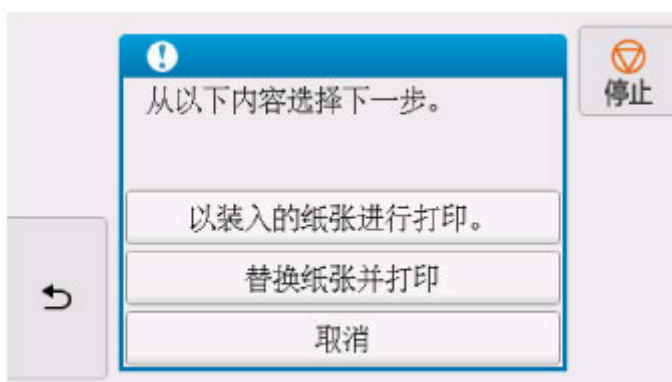 从以下内容选择下一步。
停止
以装入的纸张进行打印。
替换纸张并打印
取消